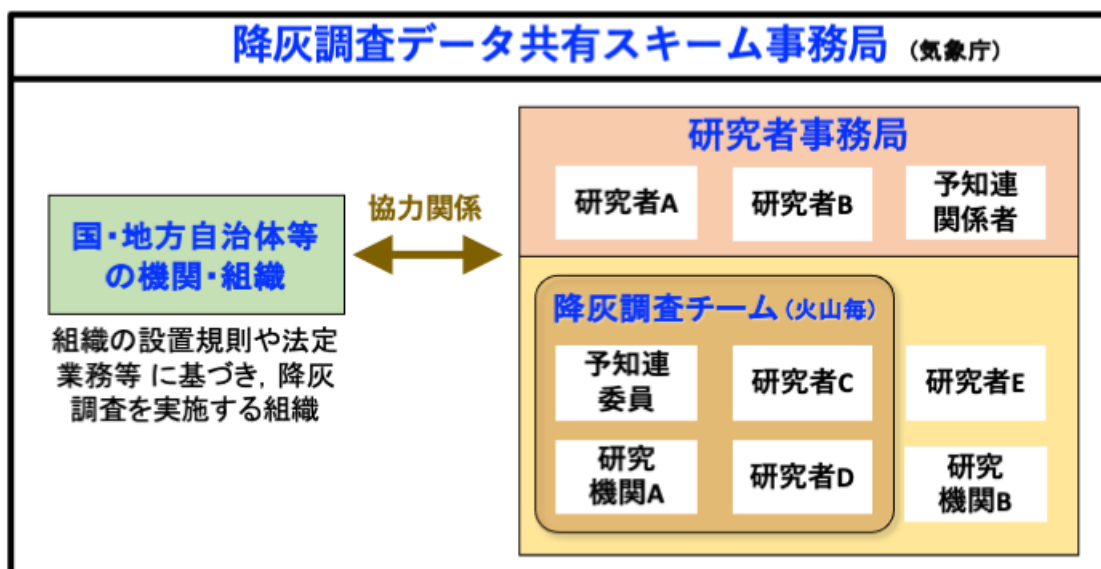 降灰調査データ共有スキーム事務局 (気象庁)
研究者事務局
研究者A
研究者B
予知連
関係者
協力関係
国・地方自治体等
の機関・組織
組織の設置規則や法定
業務等 に基づき, 降灰
調査を実施する組織
降灰調査チーム(火山毎)
予知連
委員
研究者C
研究者E
研究
機関A
研究者D
研究
機関B